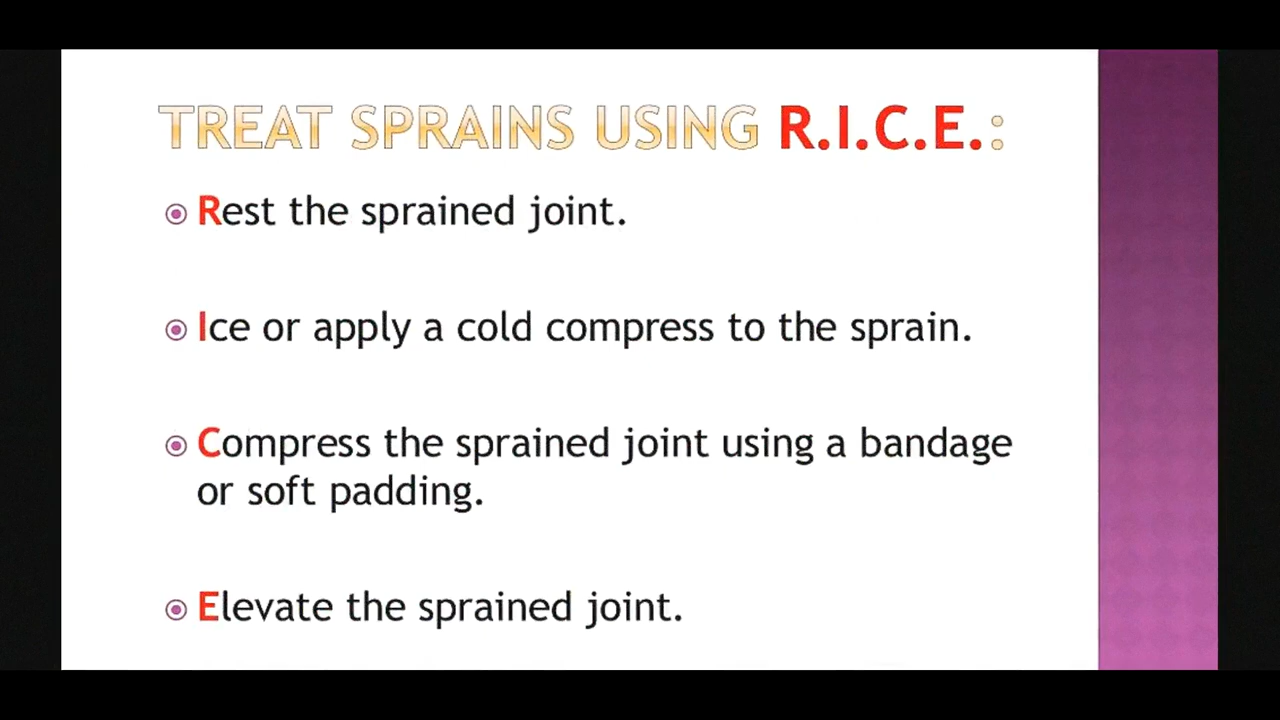 TREAT SPRAINS USING R.I.C.E.:
Rest the sprained joint.
Ice or apply a cold compress to the sprain.
Compress the sprained joint using a bandage
or soft padding.
Elevate the sprained joint.